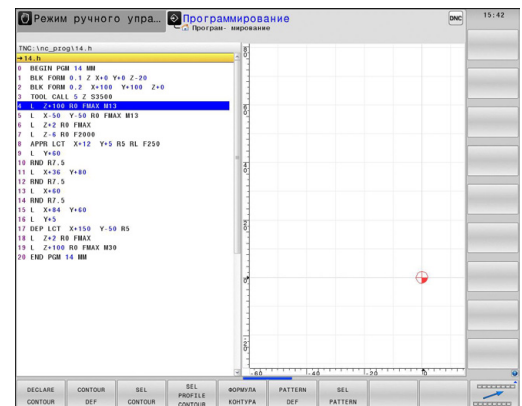 Режим ручного упра...
Программирование
Програм- мирование
DNC
15:42
TNC:\nc_prog\14.h
→14.h
0 BEGIN PGM 14 MM
1 BLK FORM 0.1 Z X+0 Y+0 Z-20
2 BLK FORM 0.2 X+100 Y+100 Z+0
3 TOOL CALL 5 Z S3500
4 L Z+100 R0 FMAX M13
5 L X-50 Y-50 R0 FMAX M13
6 L Z+2 R0 FMAX
7 L Z-6 R0 F2000
8 APPR LCT X+12 Y+5 R5 RL F250
9 L Y+60
10 RND R7.5
11 L X+36 Y+80
12 RND R7.5
13 L X+60
14 RND R7.5
15 L X+84 Y+60
16 L Y+5
17 DEP LCT X+150 Y-50 R5
18 L Z+2 R0 FMAX
19 L Z+100 R0 FMAX M30
20 END PGM 14 MM
80
60
40
20
0
-20
-60 -40 -20 0
DECLARE CONTOUR
CONTOUR DEF
SEL CONTOUR
SEL PROFILE CONTOUR
ФОРМУЛА КОНТУРА
PATTERN DEF
SEL PATTERN